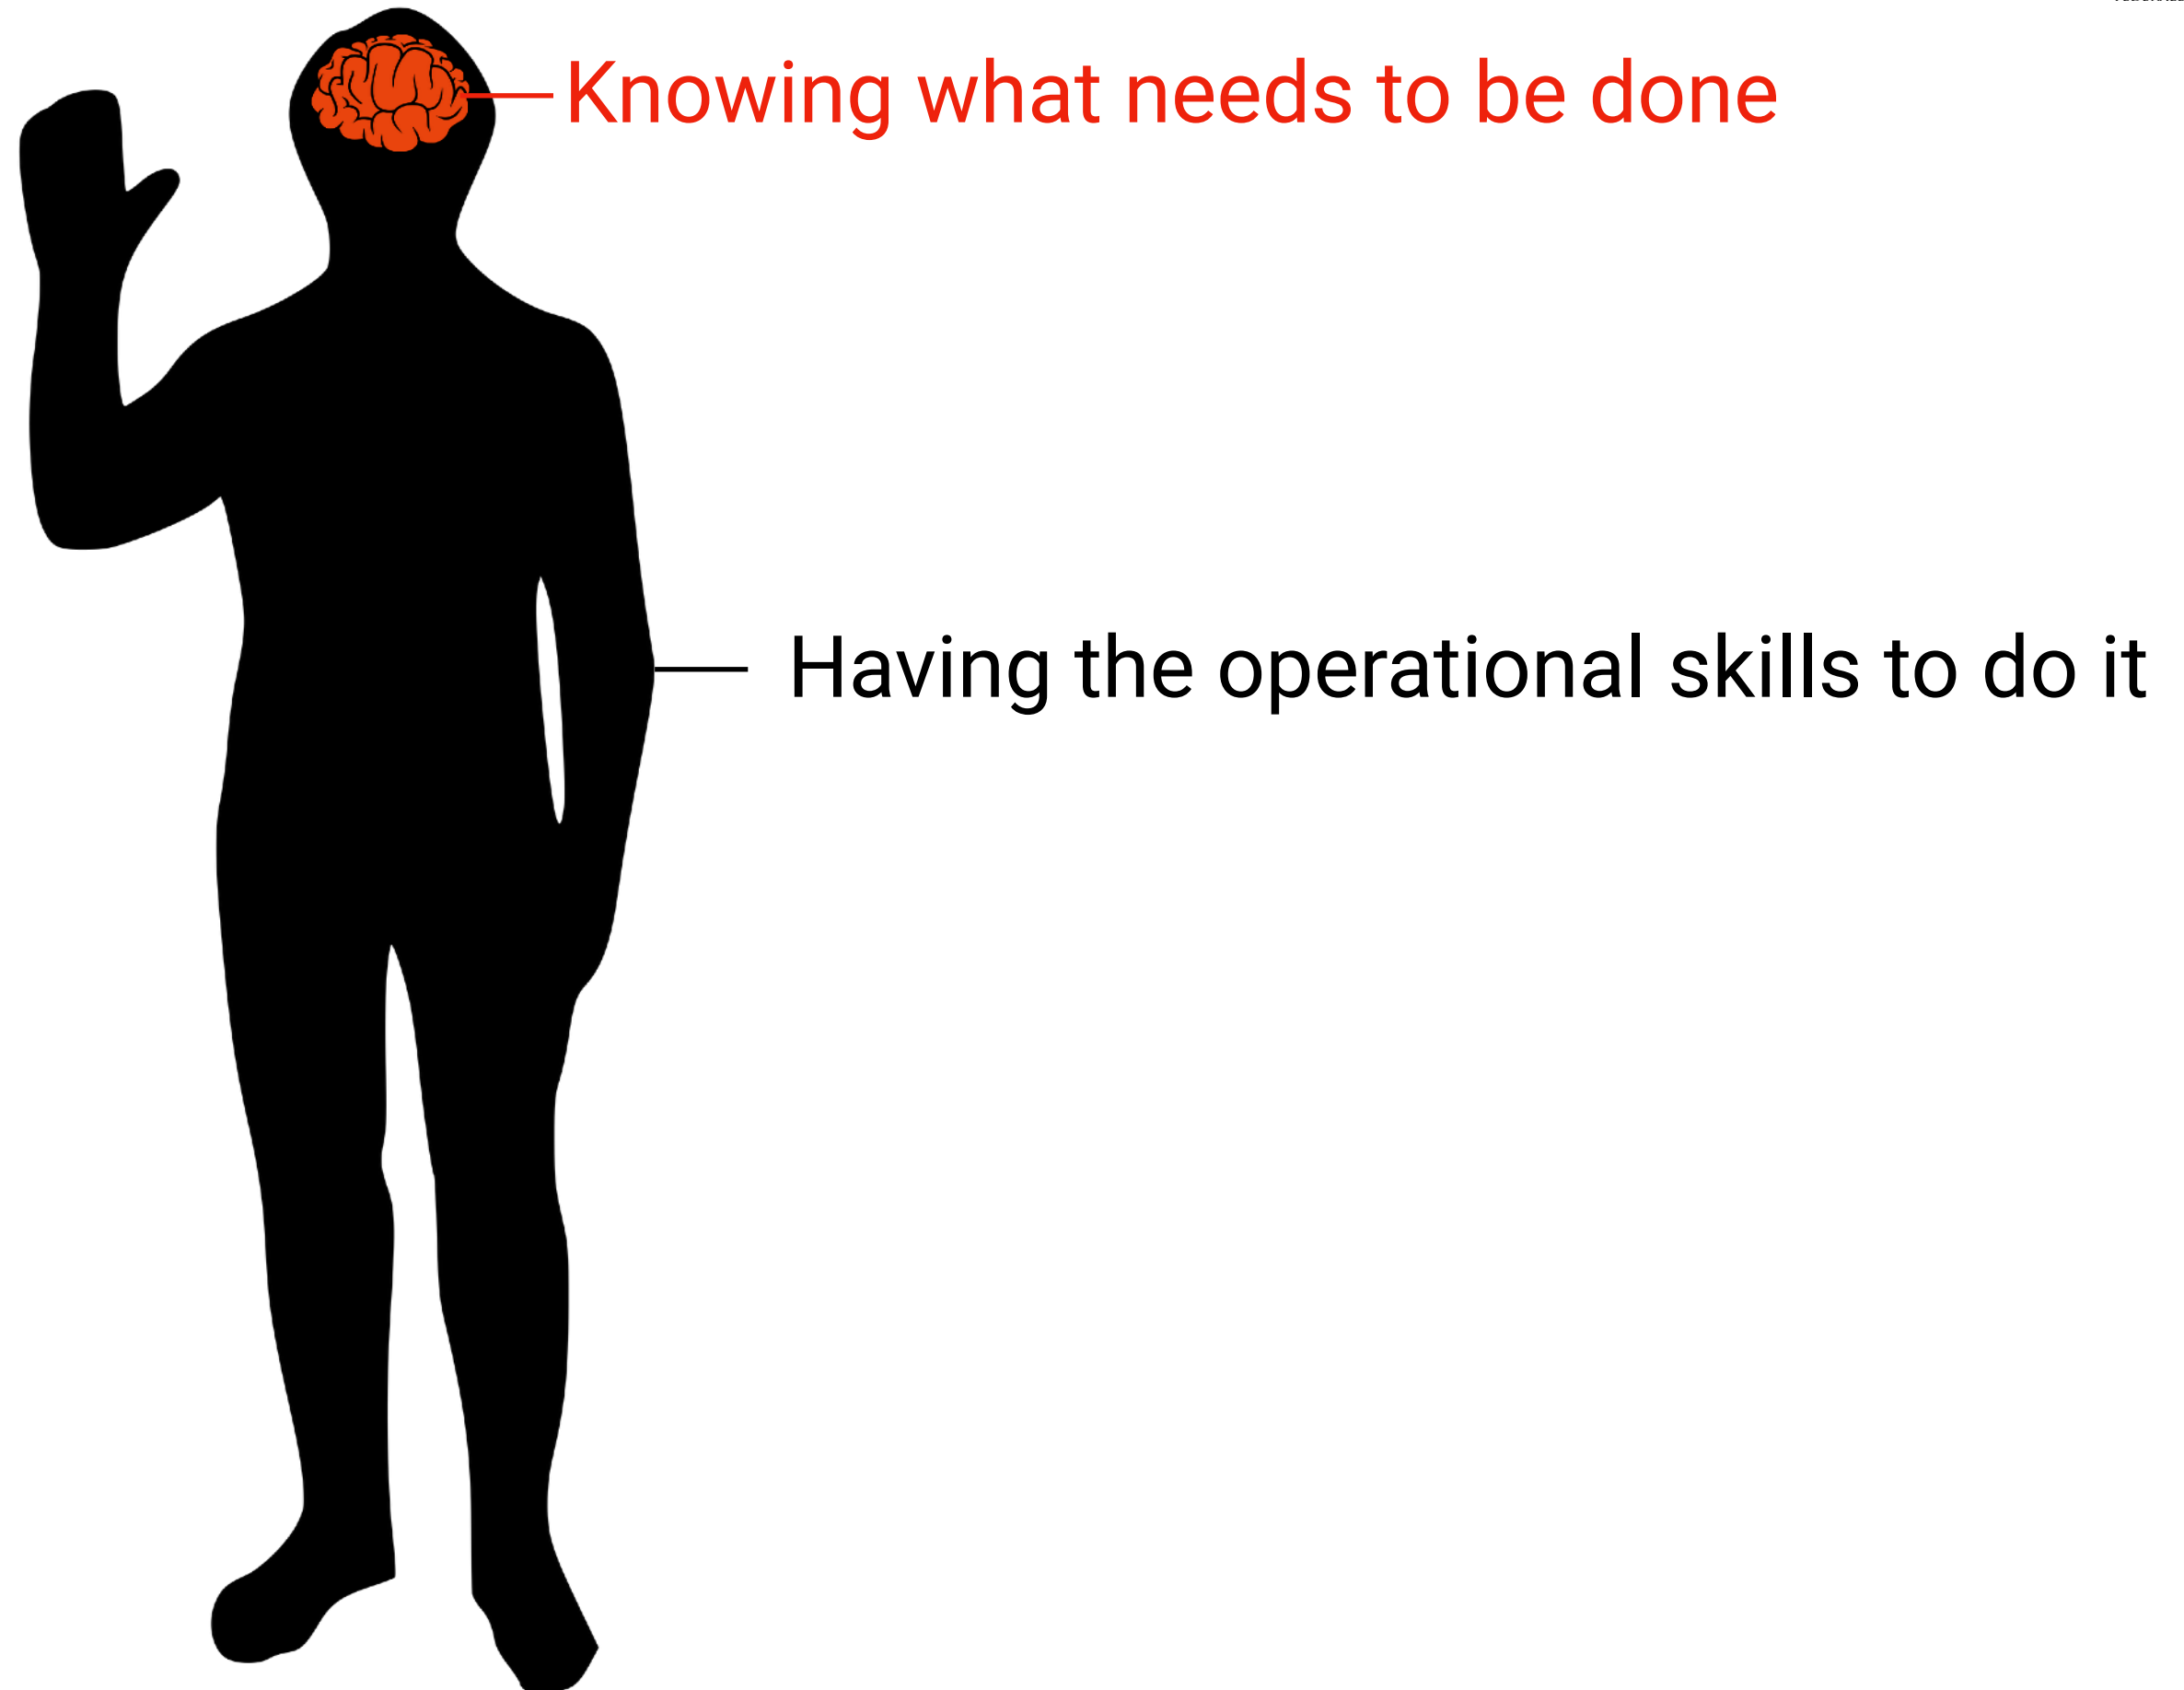 Knowing what needs to be done
Having the operational skills to do it